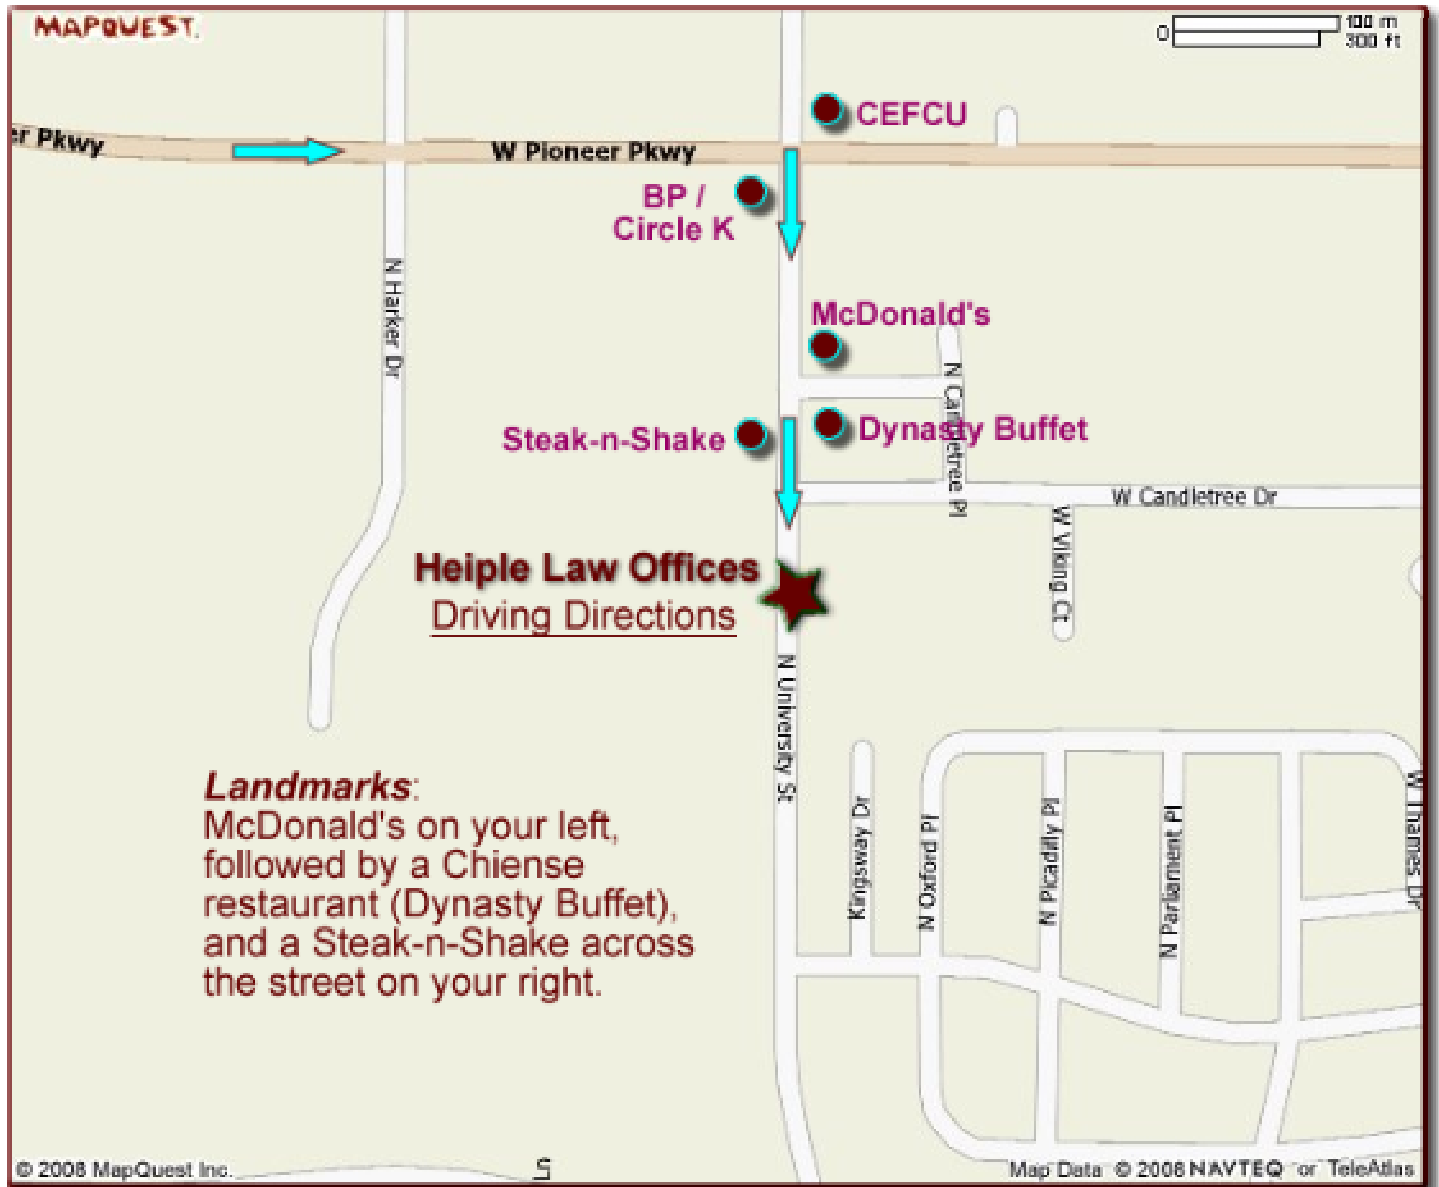 MAPQUEST.
0
100 m
300 ft
CEFCU
er Pkwy
W Pioneer Pkwy
BP /
Circle K
N Harker Dr
McDonald's
N Candletree Pl
Steak-n-Shake
Dynasty Buffet
W Candletree Dr
W Viking Ct
Heiple Law Offices
Driving Directions
N University St
Landmarks:
McDonald's on your left,
followed by a Chiense
restaurant (Dynasty Buffet),
and a Steak-n-Shake across
the street on your right.
Kingsway Dr
N Oxford Pl
N Picadilly Pl
N Parliament Pl
W Thames Dr
© 2008 MapQuest Inc.
Map Data © 2008 NAVTEQ or TeleAtlas